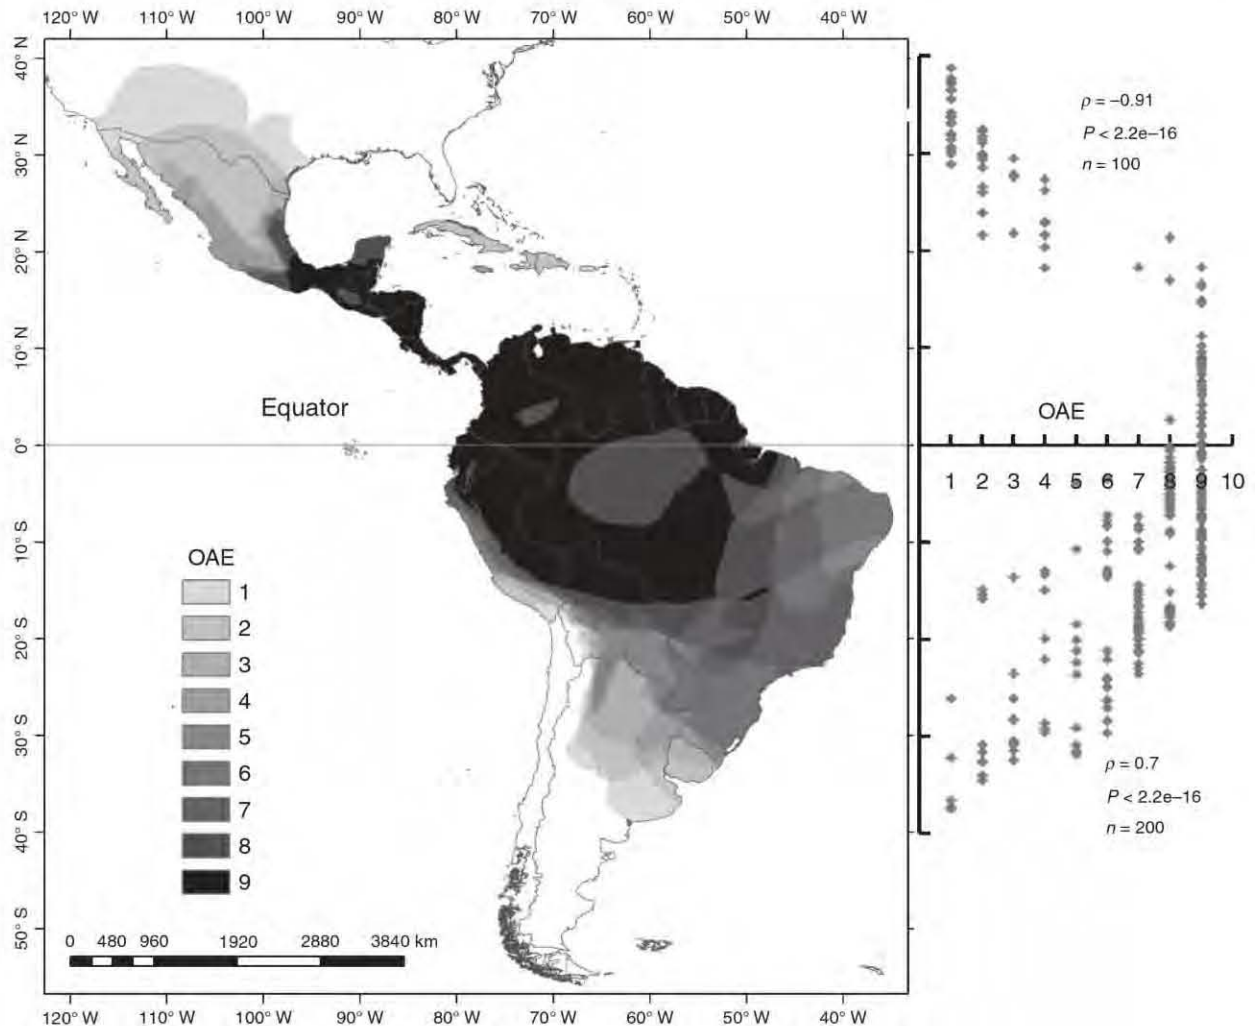 120° W 110° W 100° W 90° W 80° W 70° W 60° W 50° W 40° W
40° N
30° N
20° N
10° N
0°
10° S
20° S
30° S
40° S
50° S
Equator
OAE
1
2
3
4
5
6
7
8
9
0 480 960 1920 2880 3840 km
120° W 110° W 100° W 90° W 80° W 70° W 60° W 50° W 40° W
ρ = –0.91
P < 2.2e–16
n = 100
OAE
1 2 3 4 5 6 7 8 9 10
ρ = 0.7
P < 2.2e–16
n = 200